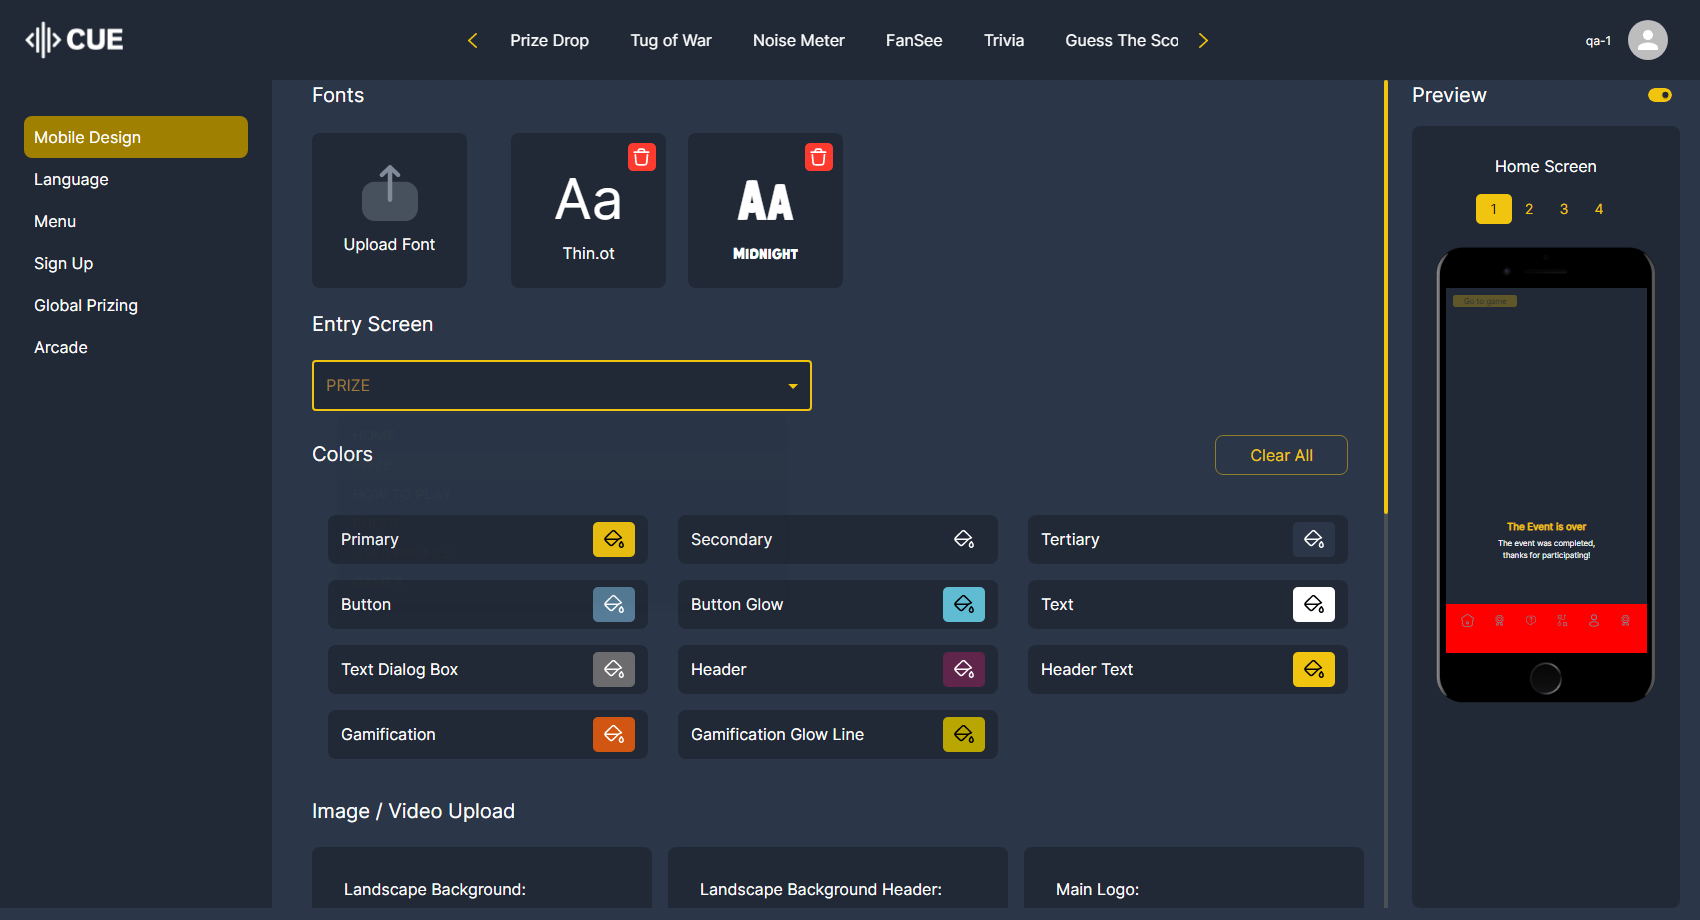 CUE
Prize Drop
Tug of War
Noise Meter
FanSee
Trivia
Guess The Sco
qa-1
Mobile Design
Language
Menu
Sign Up
Global Prizing
Arcade
Fonts
Upload Font
Aa
Thin.ot
AA
MIDNIGHT
Entry Screen
PRIZE
Colors
Clear All
Primary
Secondary
Tertiary
Button
Button Glow
Text
Text Dialog Box
Header
Header Text
Gamification
Gamification Glow Line
Image / Video Upload
Landscape Background:
Landscape Background Header:
Main Logo:
Preview
Home Screen
1 2 3 4
Go to game
The Event is over
The event was completed,
thanks for participating!